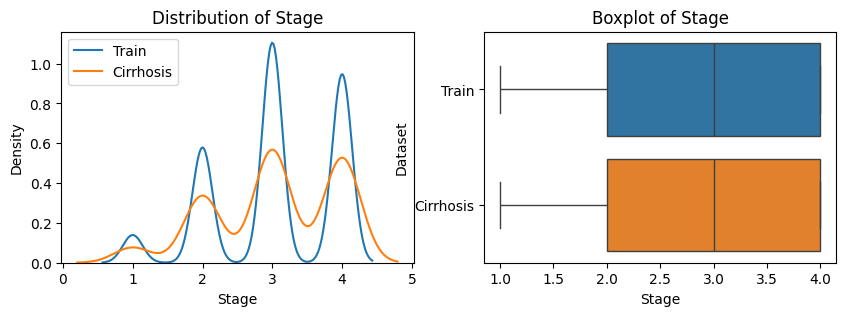 Distribution of Stage
Train
Cirrhosis
Density
1.0
0.8
0.6
0.4
0.2
0.0
0 1 2 3 4 5
Stage
Boxplot of Stage
Dataset
Train
Cirrhosis
1.0 1.5 2.0 2.5 3.0 3.5 4.0
Stage